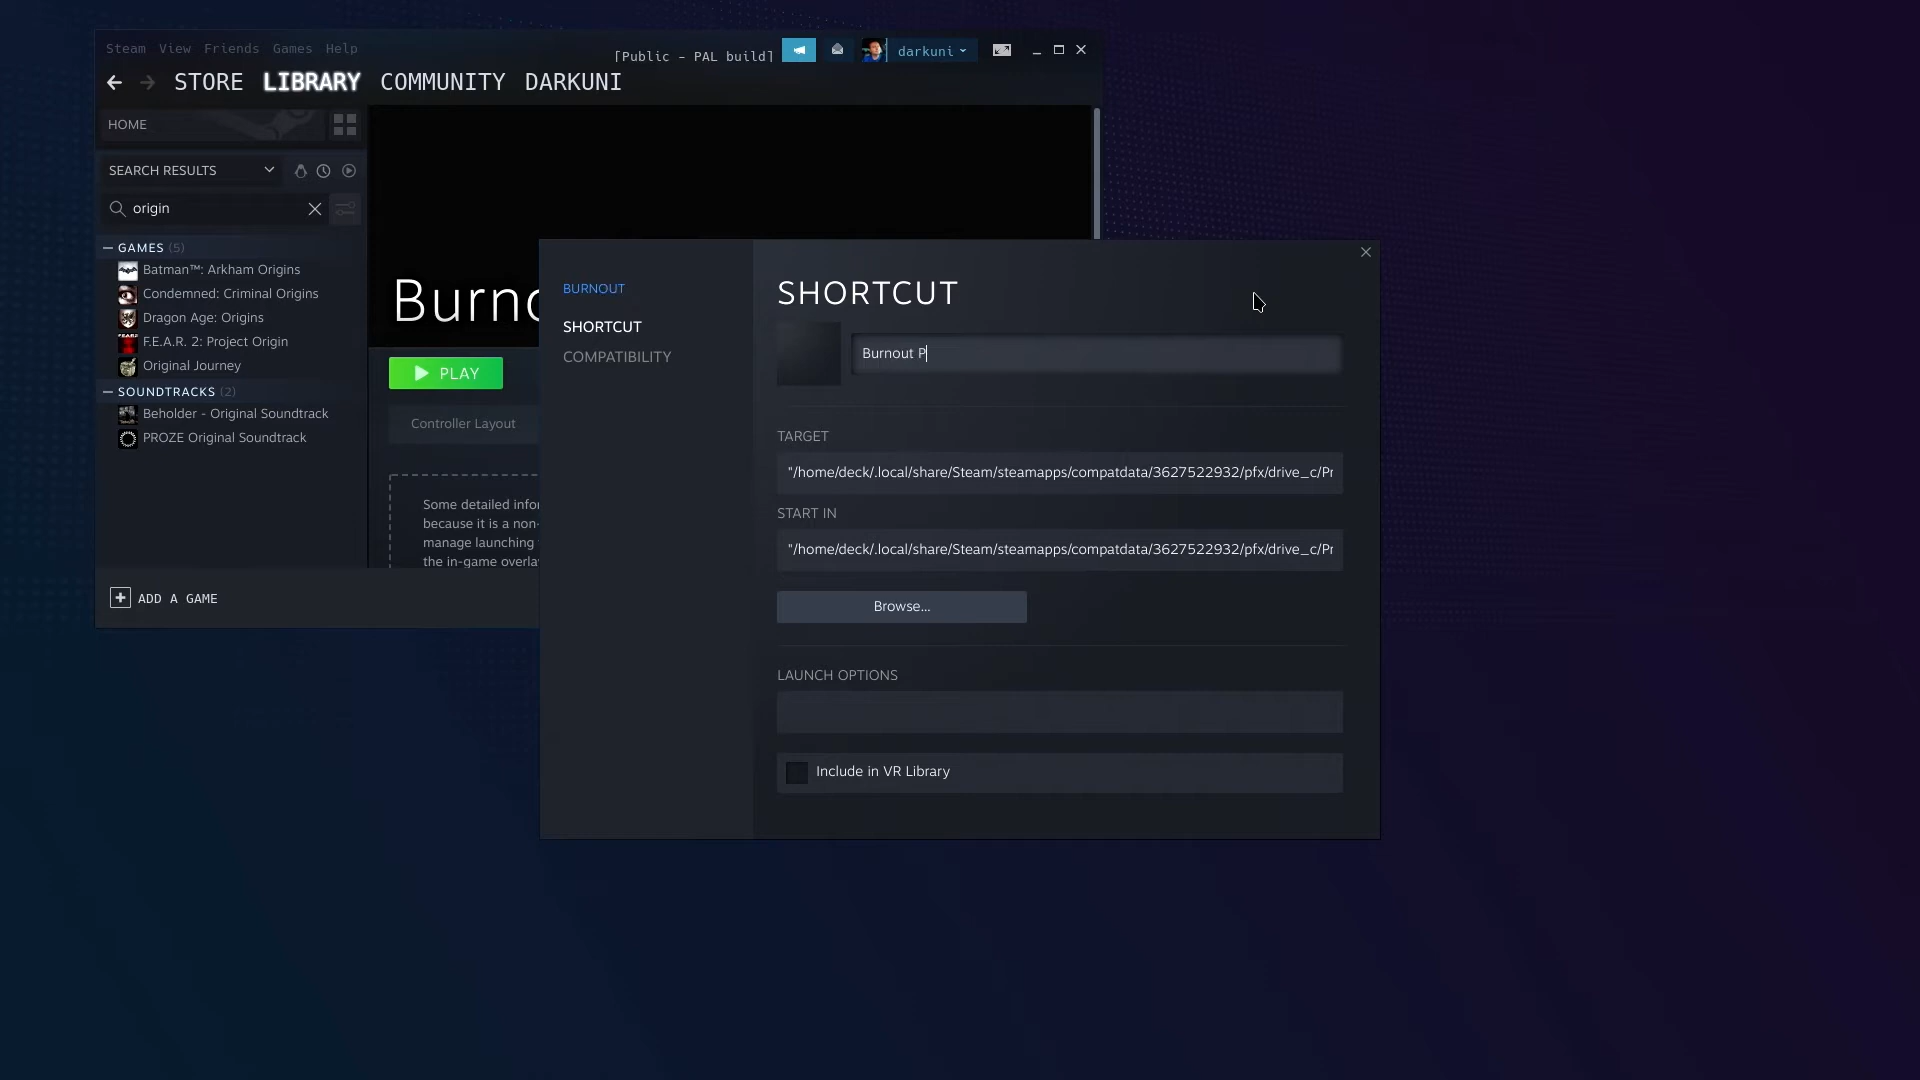 Steam View Friends Games Help
[Public - PAL build]
darkuni
STORE LIBRARY COMMUNITY DARKUNI
HOME
SEARCH RESULTS
origin
GAMES (5)
Batman™: Arkham Origins
Condemned: Criminal Origins
Dragon Age: Origins
F.E.A.R. 2: Project Origin
Original Journey
SOUNDTRACKS (2)
Beholder - Original Soundtrack
PROZE Original Soundtrack
ADD A GAME
Burno
PLAY
Controller Layout
Some detailed infor
because it is a non-
manage launching
the in-game overla
BURNOUT
SHORTCUT
COMPATIBILITY
SHORTCUT
Burnout P
TARGET
"/home/deck/.local/share/Steam/steamapps/compatdata/3627522932/pfx/drive_c/Pr
START IN
"/home/deck/.local/share/Steam/steamapps/compatdata/3627522932/pfx/drive_c/Pr
Browse...
LAUNCH OPTIONS
Include in VR Library